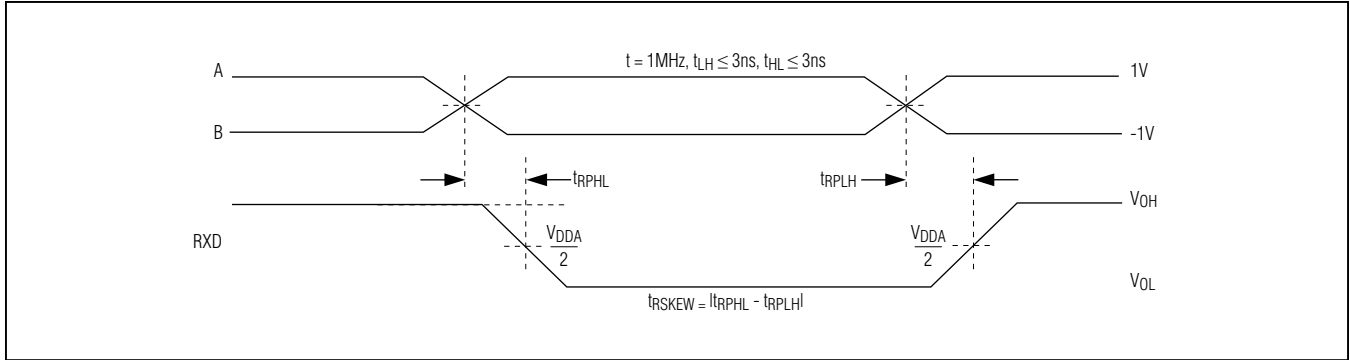 A
t = 1MHz, tLH ≤ 3ns, tHL ≤ 3ns
1V
B
-1V
tRPHL
tRPLH
VOH
RXD
VDDA
2
VDDA
2
VOL
tRSKEW = |tRPHL - tRPLH|